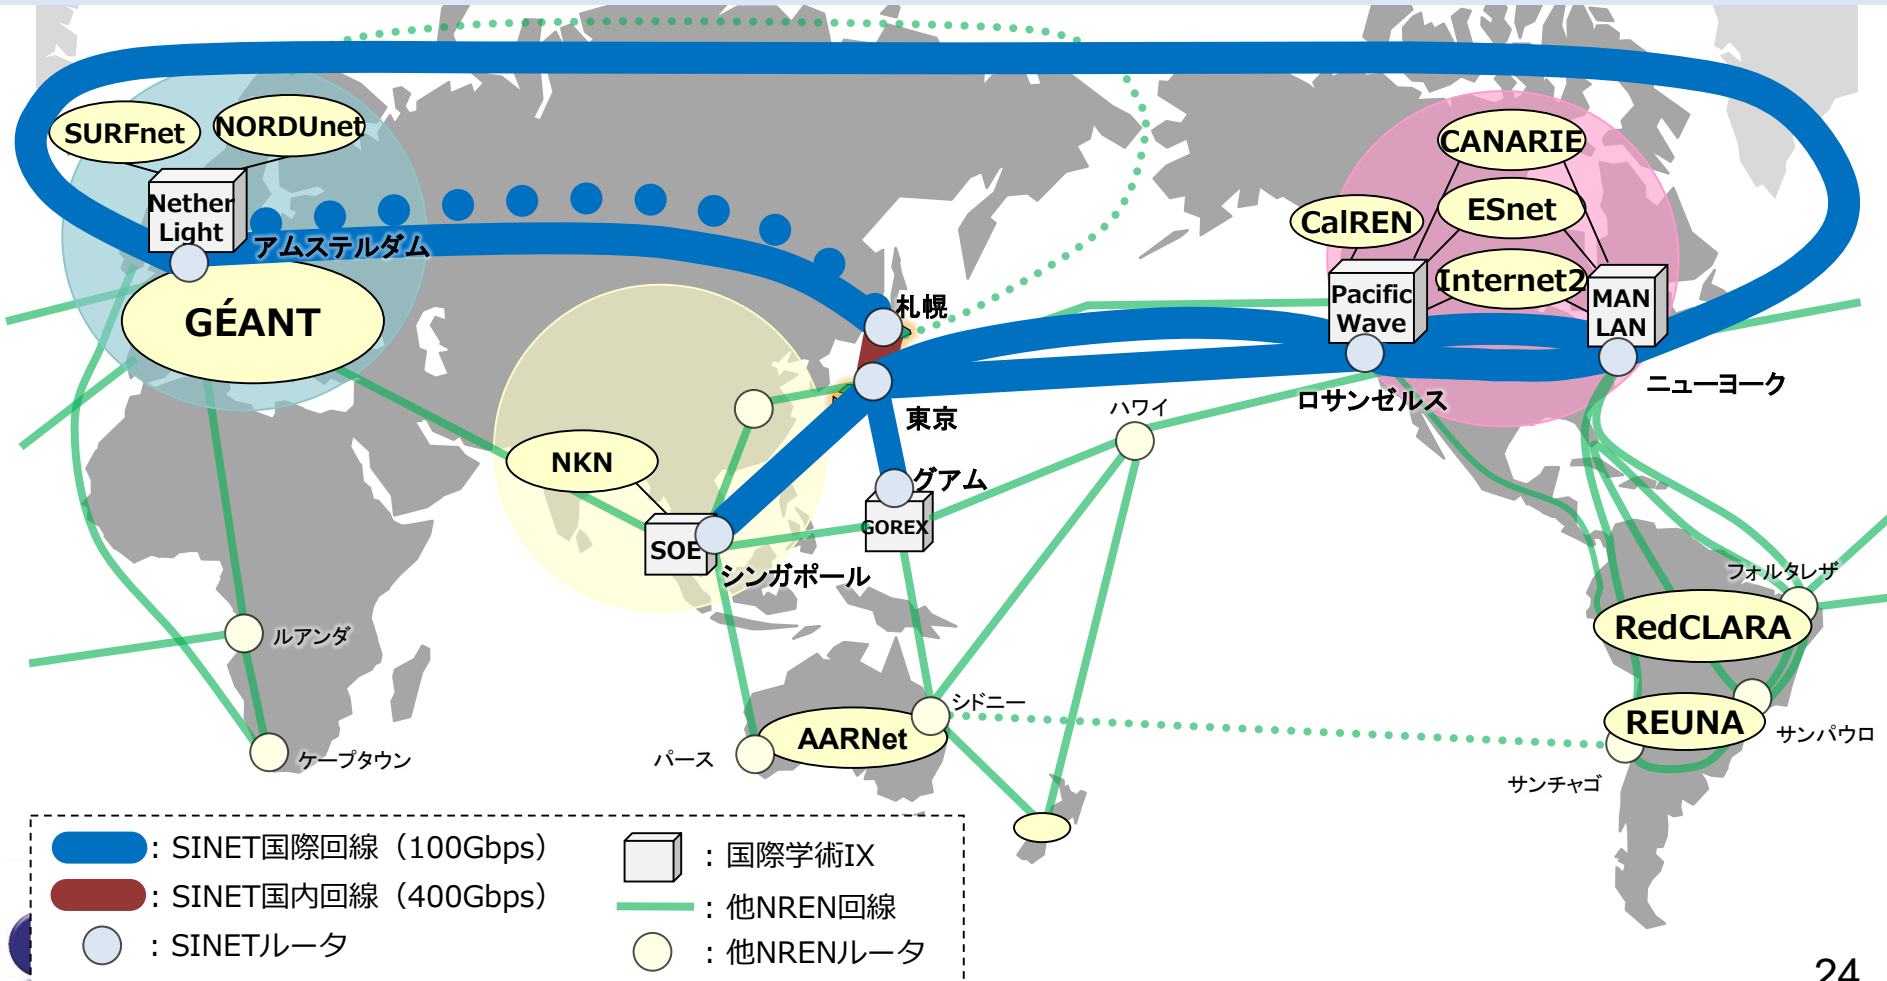 SURFnet
NORDUnet
Nether
Light
アムステルダム
GÉANT
札幌
東京
NKN
SOE
シンガポール
グアム
GOREX
ハワイ
CANARIE
ESnet
CalREN
Internet2
Pacific
Wave
MAN
LAN
ロサンゼルス
ニューヨーク
フォルタレザ
RedCLARA
REUNA
サンパウロ
サンチャゴ
ルアンダ
ケープタウン
パース
AARNet
シドニー
: SINET国際回線（100Gbps）
: SINET国内回線（400Gbps）
: SINETルータ
: 国際学術IX
: 他NREN回線
: 他NRENルータ
24